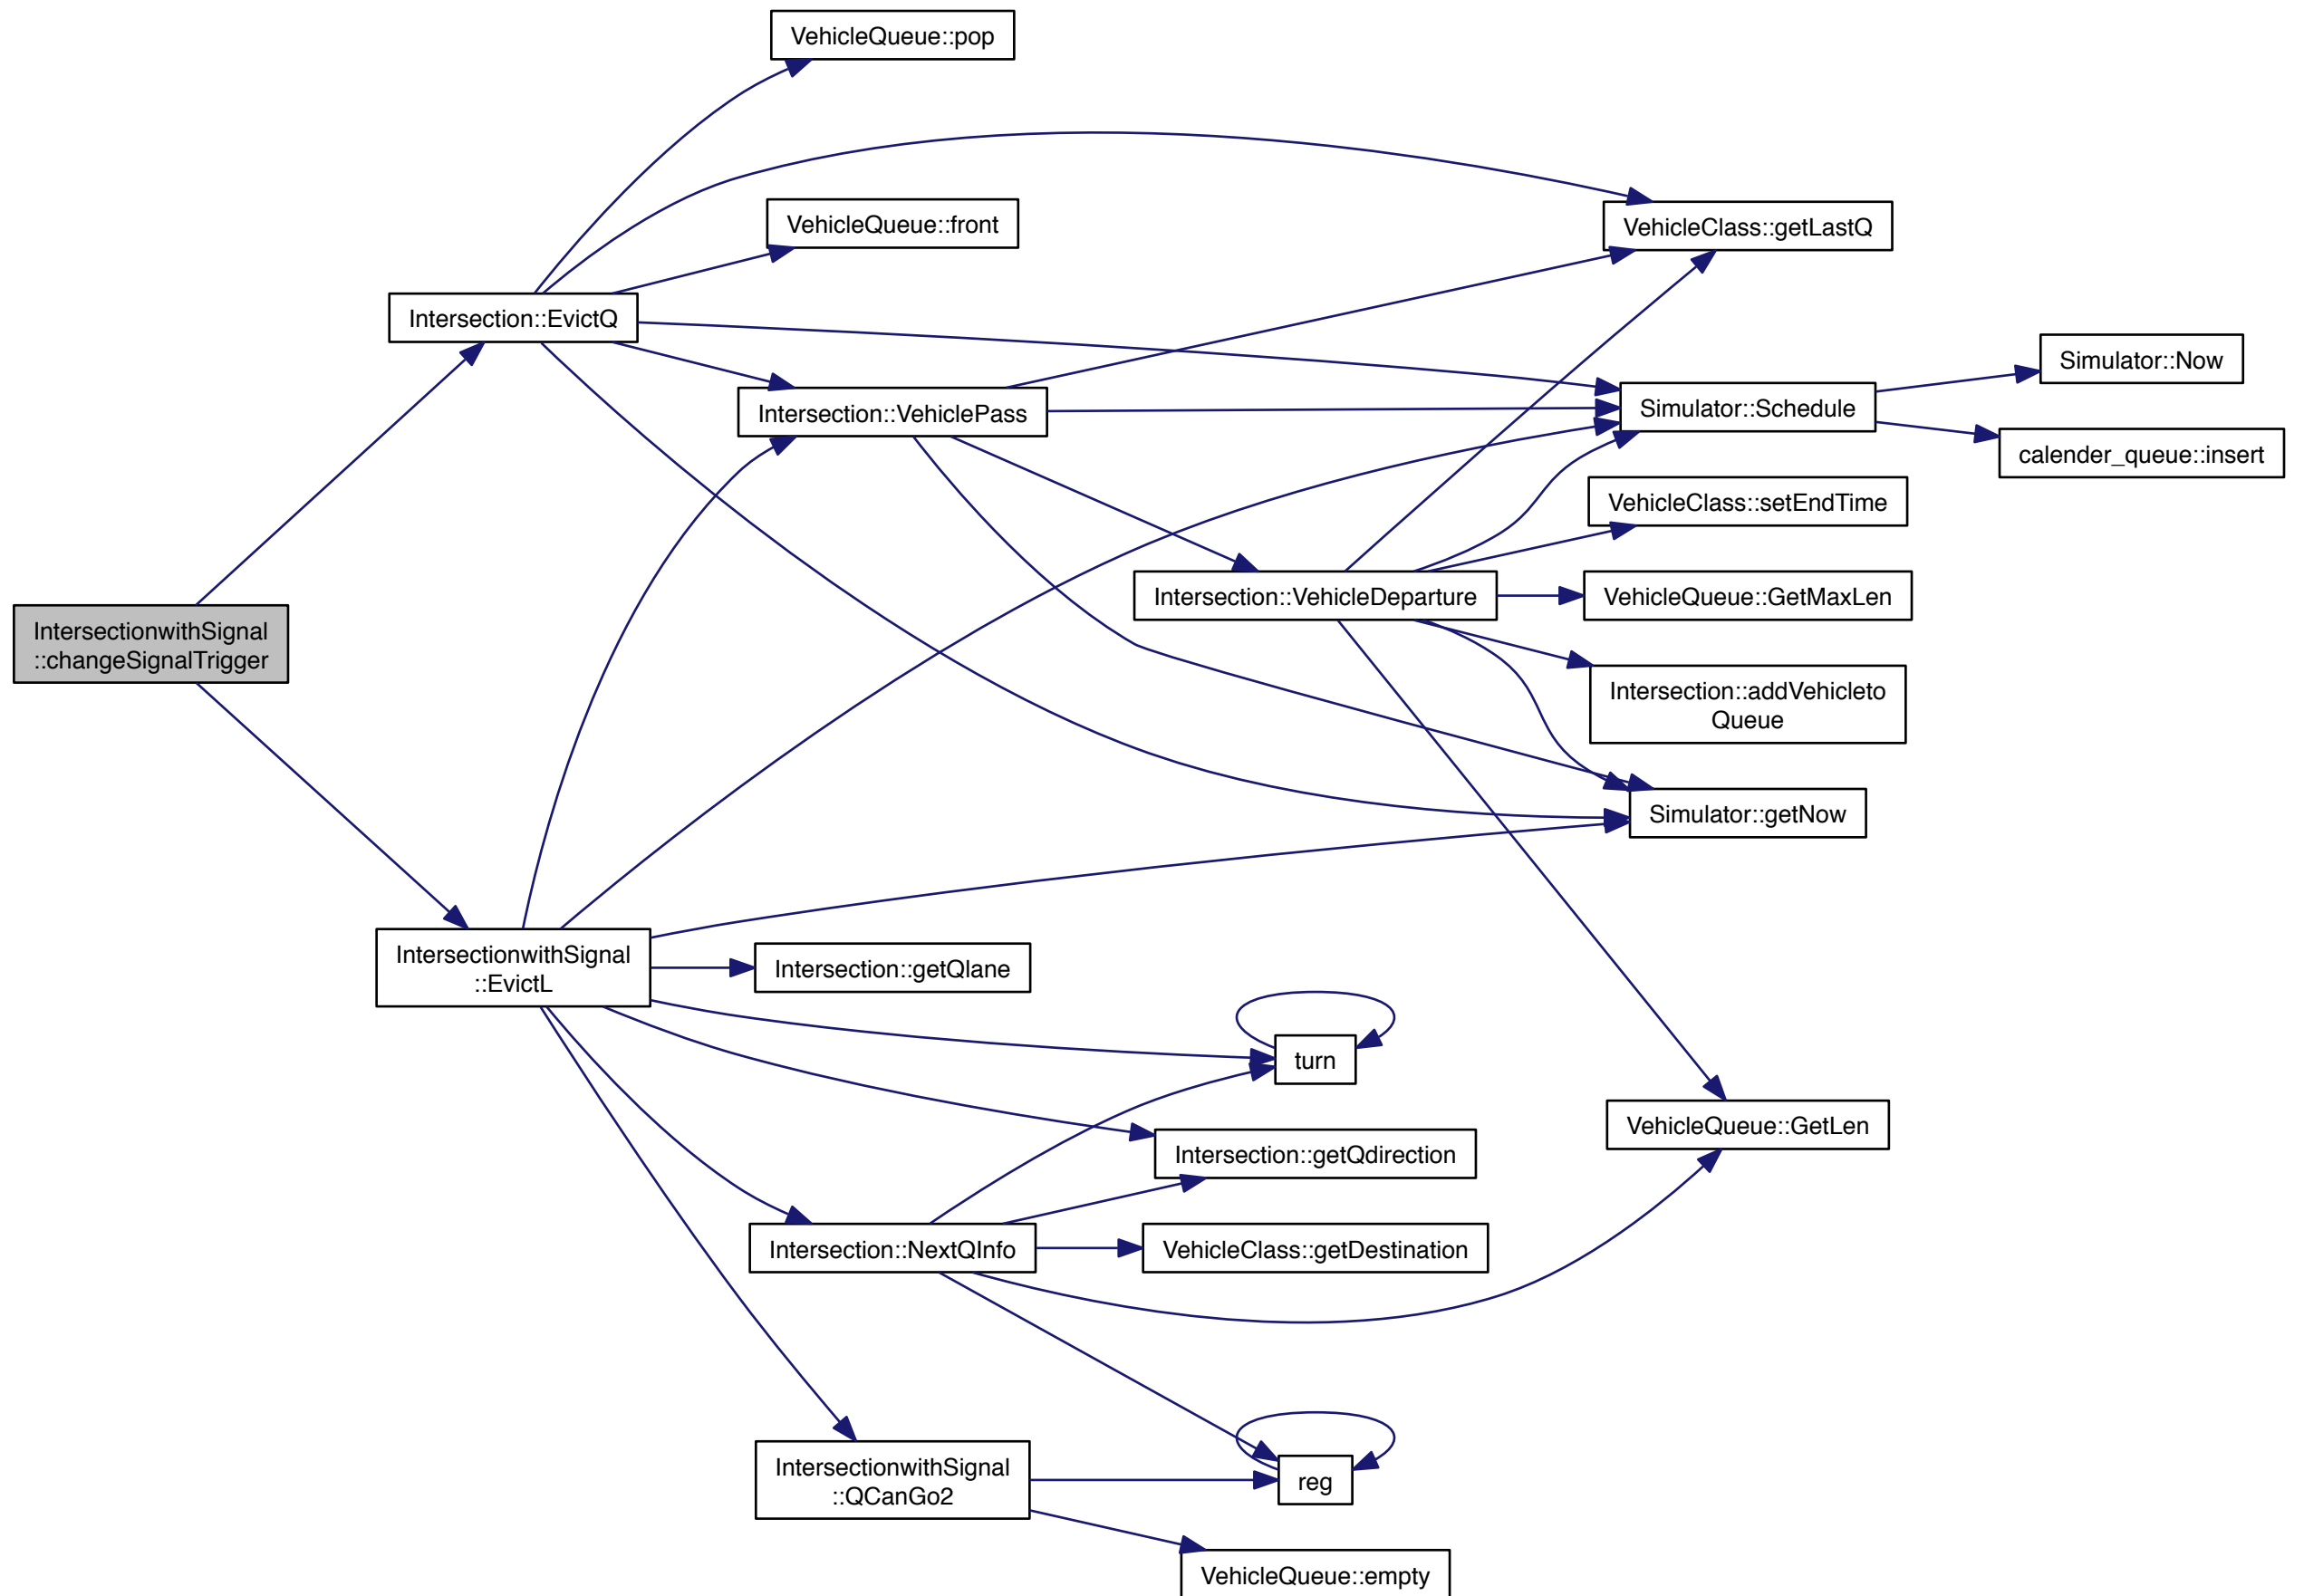 VehicleQueue::pop
VehicleQueue::front
VehicleClass::getLastQ
Intersection::EvictQ
Simulator::Now
Intersection::VehiclePass
Simulator::Schedule
calender_queue::insert
VehicleClass::setEndTime
Intersection::VehicleDeparture
VehicleQueue::GetMaxLen
IntersectionwithSignal
::changeSignalTrigger
Intersection::addVehicleto
Queue
Simulator::getNow
IntersectionwithSignal
::EvictL
Intersection::getQlane
turn
VehicleQueue::GetLen
Intersection::getQdirection
Intersection::NextQInfo
VehicleClass::getDestination
IntersectionwithSignal
::QCanGo2
reg
VehicleQueue::empty